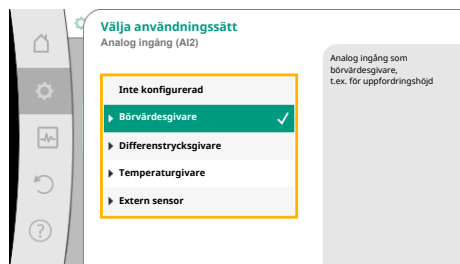 Välja användningssätt
Analog ingång (AI2)
Inte konfigurerad
Börvärdesgivare
Differenstrycksgivare
Temperaturgivare
Extern sensor
Analog ingång som
börvärdesgivare,
t.ex. för uppfordringshöjd